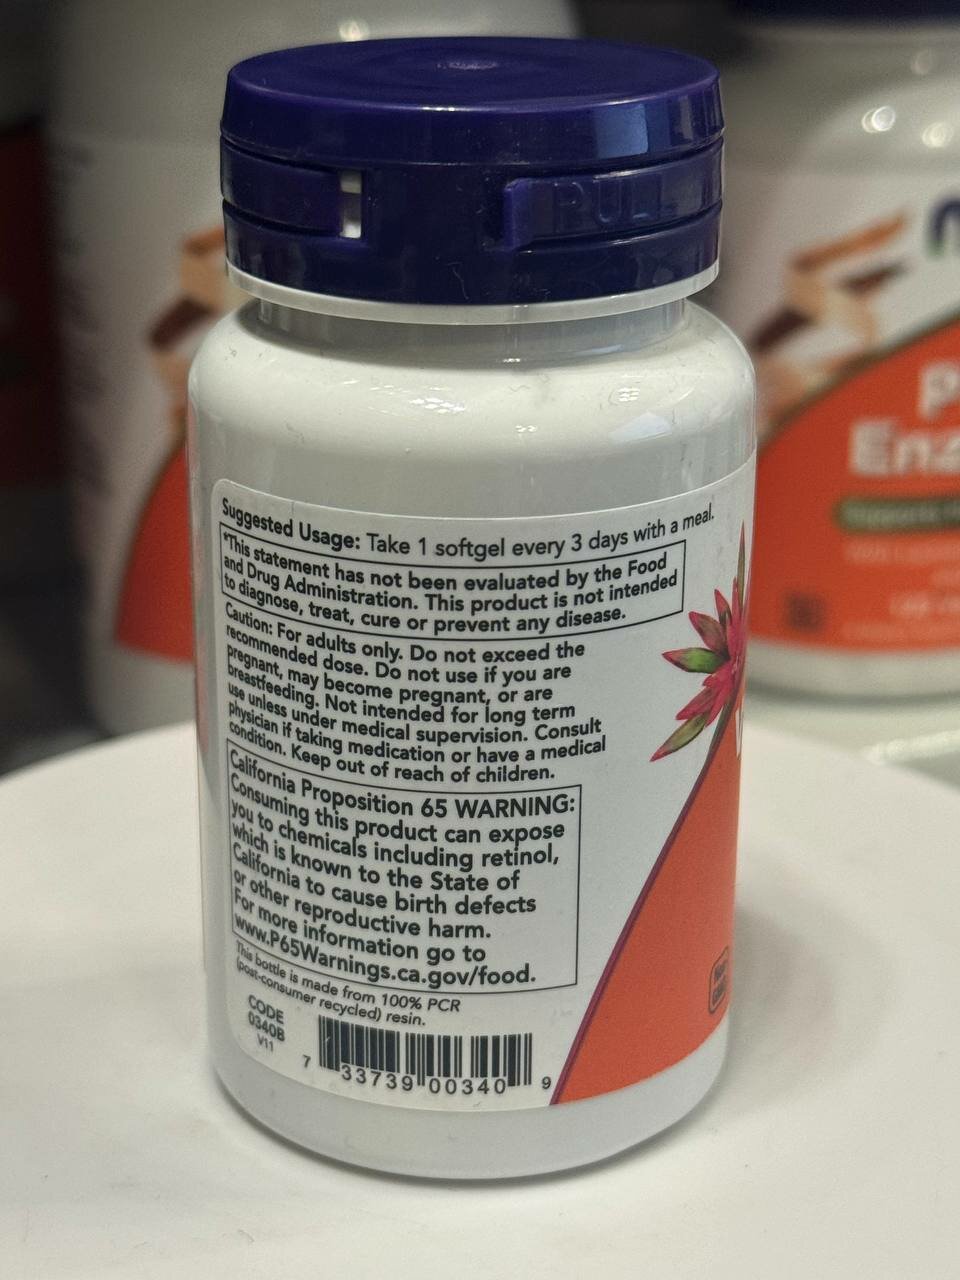 PULL
Suggested Usage: Take 1 softgel every 3 days with a meal.
*This statement has not been evaluated by the Food
and Drug Administration. This product is not intended
to diagnose, treat, cure or prevent any disease.
Caution: For adults only. Do not exceed the
recommended dose. Do not use if you are
pregnant, may become pregnant, or are
breastfeeding. Not intended for long term
use unless under medical supervision. Consult
physician if taking medication or have a medical
condition. Keep out of reach of children.
California Proposition 65 WARNING:
Consuming this product can expose
you to chemicals including retinol,
which is known to the State of
California to cause birth defects
or other reproductive harm.
For more information go to
www.P65Warnings.ca.gov/food.
This bottle is made from 100% PCR
(post-consumer recycled) resin.
CODE
0340B
V11
7 33739 00340 9